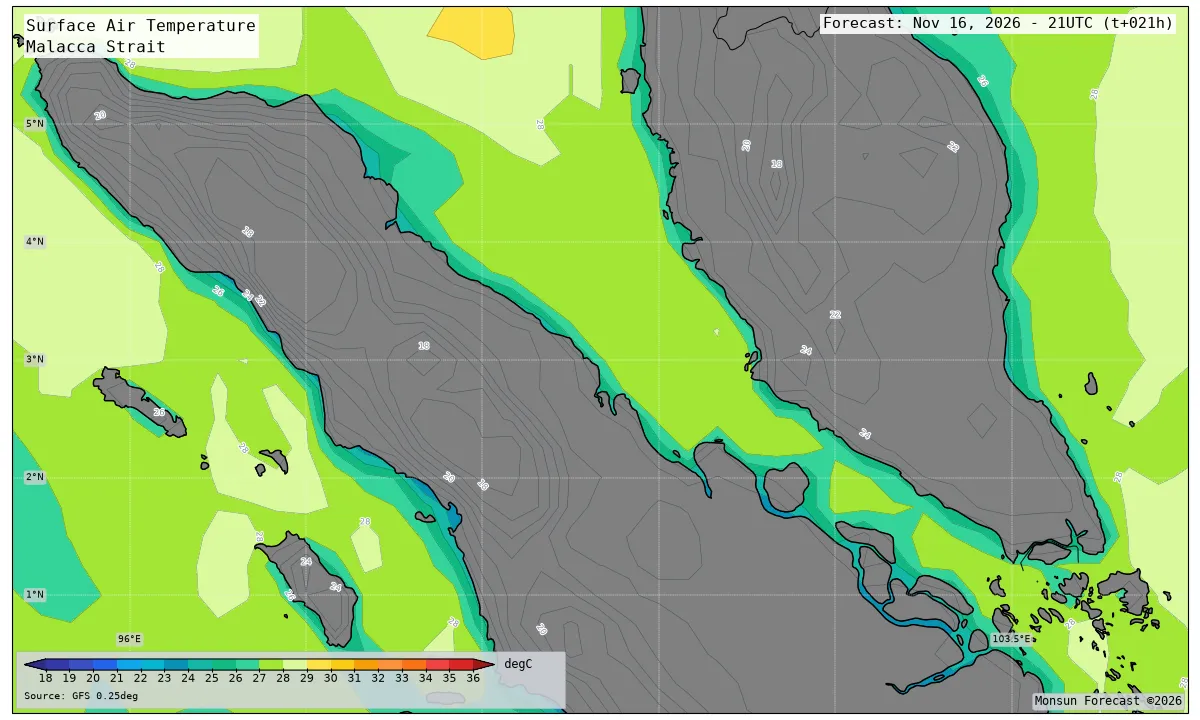 Surface Air Temperature
Malacca Strait
Forecast: Nov 16, 2026 - 21UTC (t+021h)
28
26
28
28
20
5°N
20
18
22
18
4°N
28
26
24
22
22
24
3°N
18
26
24
28
2°N
20
18
28
28
28
24
24
26
1°N
28
20
28
96°E
103.5°E
28
degC
18 19 20 21 22 23 24 25 26 27 28 29 30 31 32 33 34 35 36
Source: GFS 0.25deg
Monsun Forecast ©2026